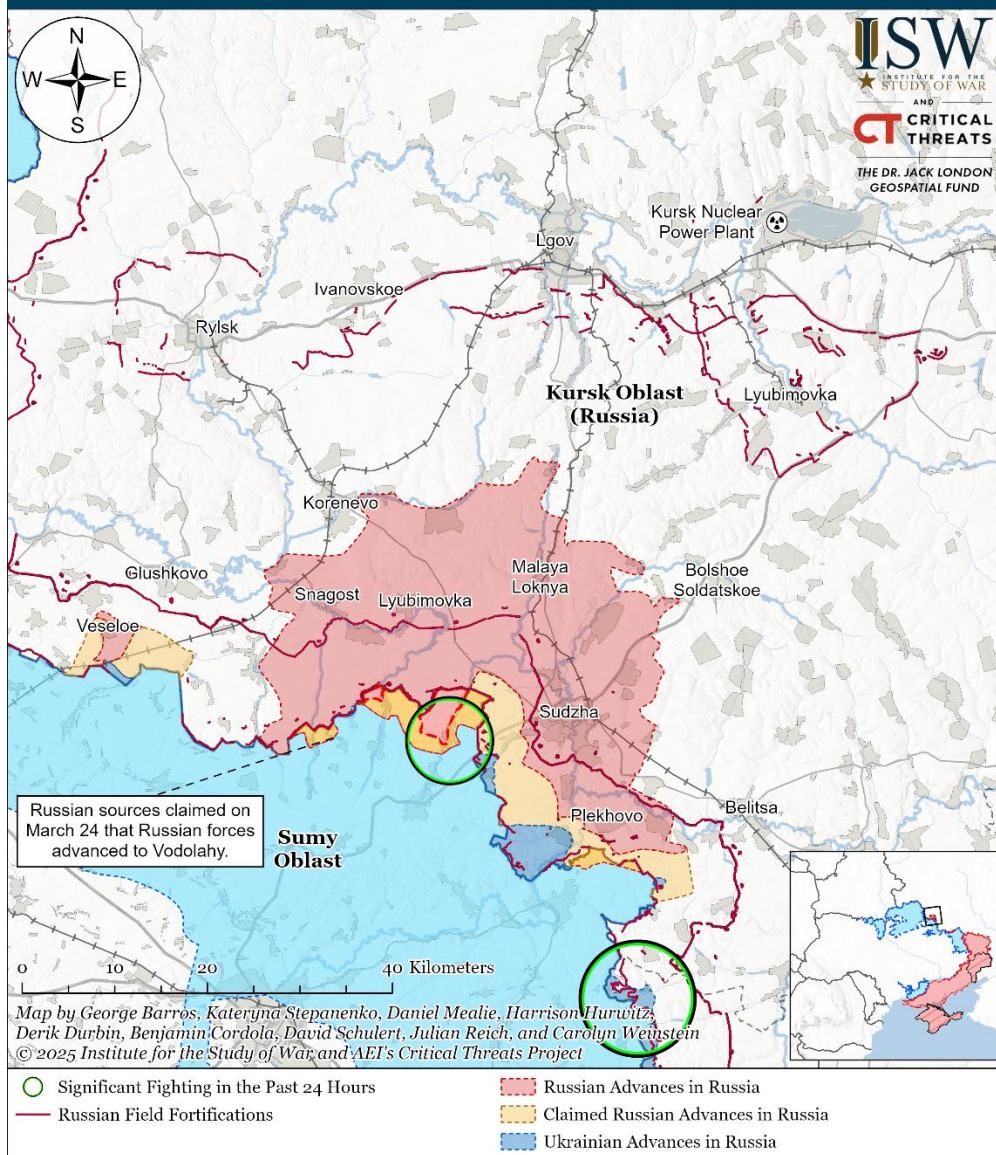 N
W
E
S
ISW
INSTITUTE FOR THE
STUDY OF WAR
AND
CT CRITICAL
THREATS
THE DR. JACK LONDON
GEOSPATIAL FUND
Kursk Nuclear
Power Plant
Lgov
Ivanovskoe
Rylsk
Kursk Oblast
(Russia)
Lyubimovka
Korenevo
Glushkovo
Snagost
Lyubimovka
Malaya
Loknya
Bolshoe
Soldatskoe
Veseloe
Sudzha
Russian sources claimed on
March 24 that Russian forces
advanced to Vodolahy.
Sumy
Oblast
Plekhovo
Belitsa
0 10 20 40 Kilometers
Map by George Barros, Kateryna Stepanenko, Daniel Mealie, Harrison Hurwitz,
Derik Durbin, Benjamin Cordola, David Schulert, Julian Reich, and Carolyn Weinstein
© 2025 Institute for the Study of War and AEI's Critical Threats Project
Significant Fighting in the Past 24 Hours
Russian Field Fortifications
Russian Advances in Russia
Claimed Russian Advances in Russia
Ukrainian Advances in Russia